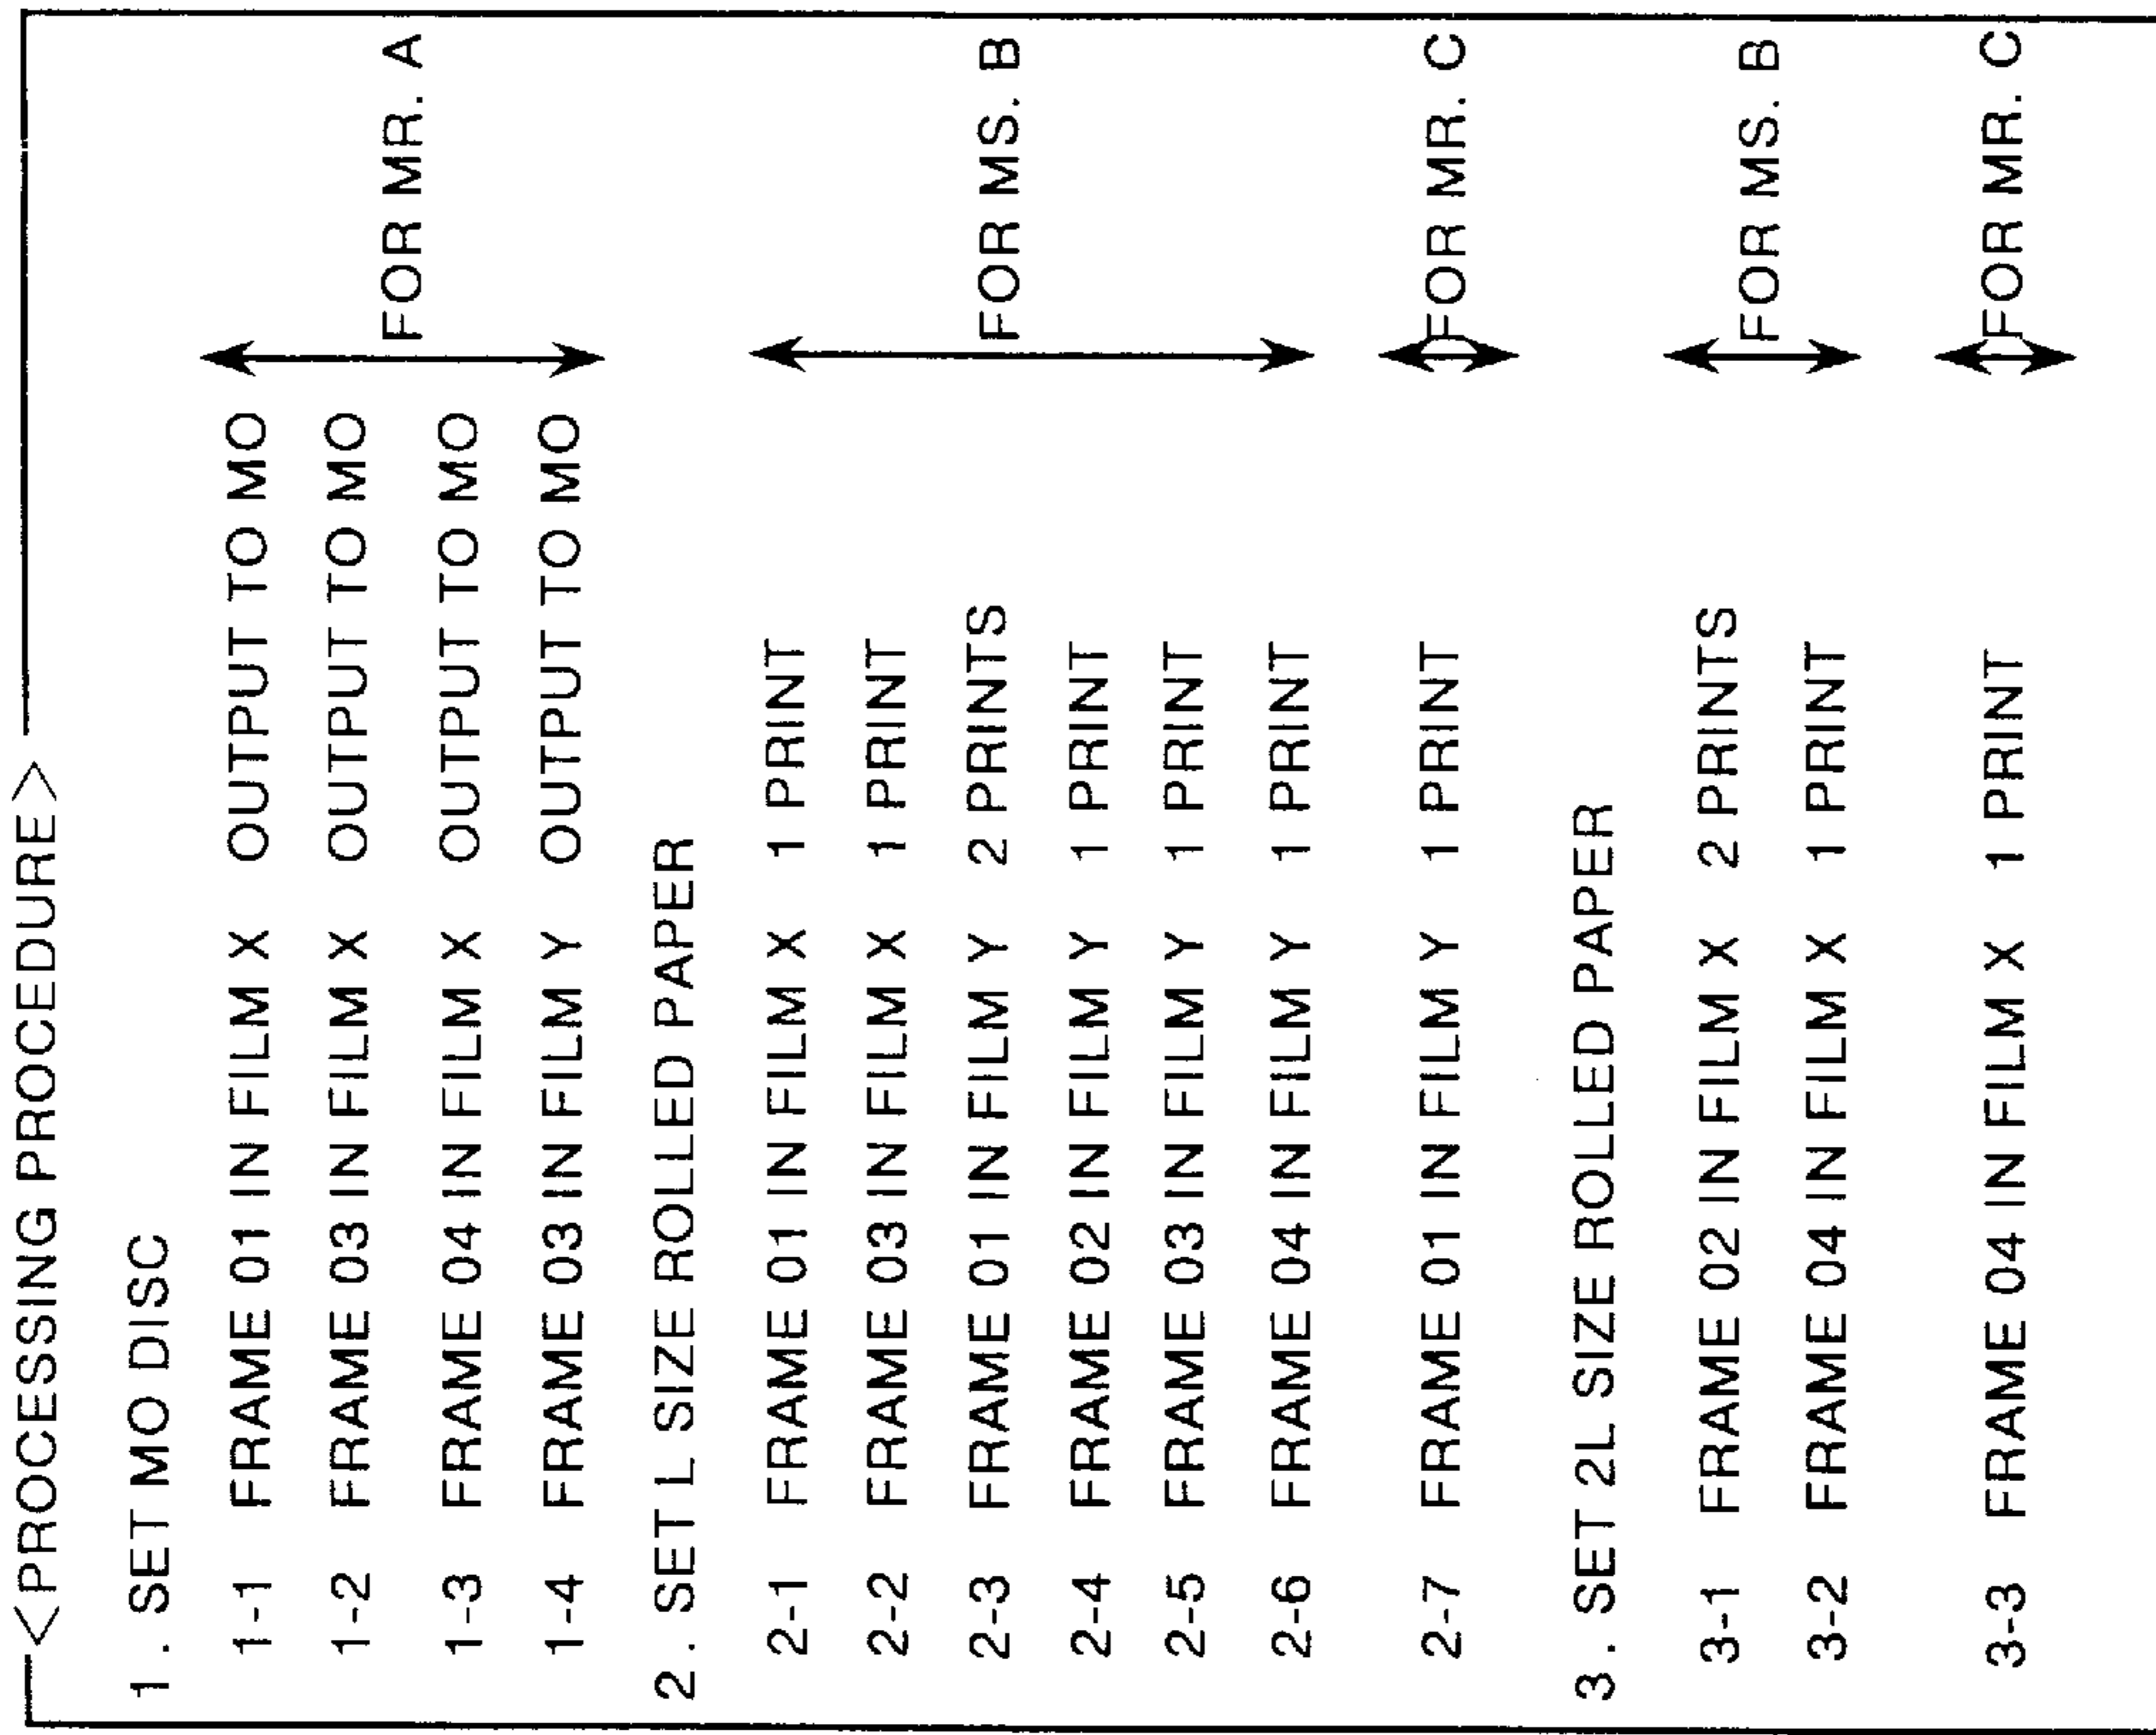 <PROCESSING PROCEDURE>
1. SET MO DISC
1-1 FRAME 01 IN FILM X OUTPUT TO MO
1-2 FRAME 03 IN FILM X OUTPUT TO MO
1-3 FRAME 04 IN FILM X OUTPUT TO MO
1-4 FRAME 03 IN FILM Y OUTPUT TO MO
FOR MR. A
2. SET L SIZE ROLLED PAPER
2-1 FRAME 01 IN FILM X 1 PRINT
2-2 FRAME 03 IN FILM X 1 PRINT
2-3 FRAME 01 IN FILM Y 2 PRINTS
2-4 FRAME 02 IN FILM Y 1 PRINT
2-5 FRAME 03 IN FILM Y 1 PRINT
2-6 FRAME 04 IN FILM Y 1 PRINT
FOR MS. B
2-7 FRAME 01 IN FILM Y 1 PRINT
FOR MR. C
3. SET 2L SIZE ROLLED PAPER
3-1 FRAME 02 IN FILM X 2 PRINTS
3-2 FRAME 04 IN FILM X 1 PRINT
FOR MS. B
3-3 FRAME 04 IN FILM X 1 PRINT
FOR MR. C